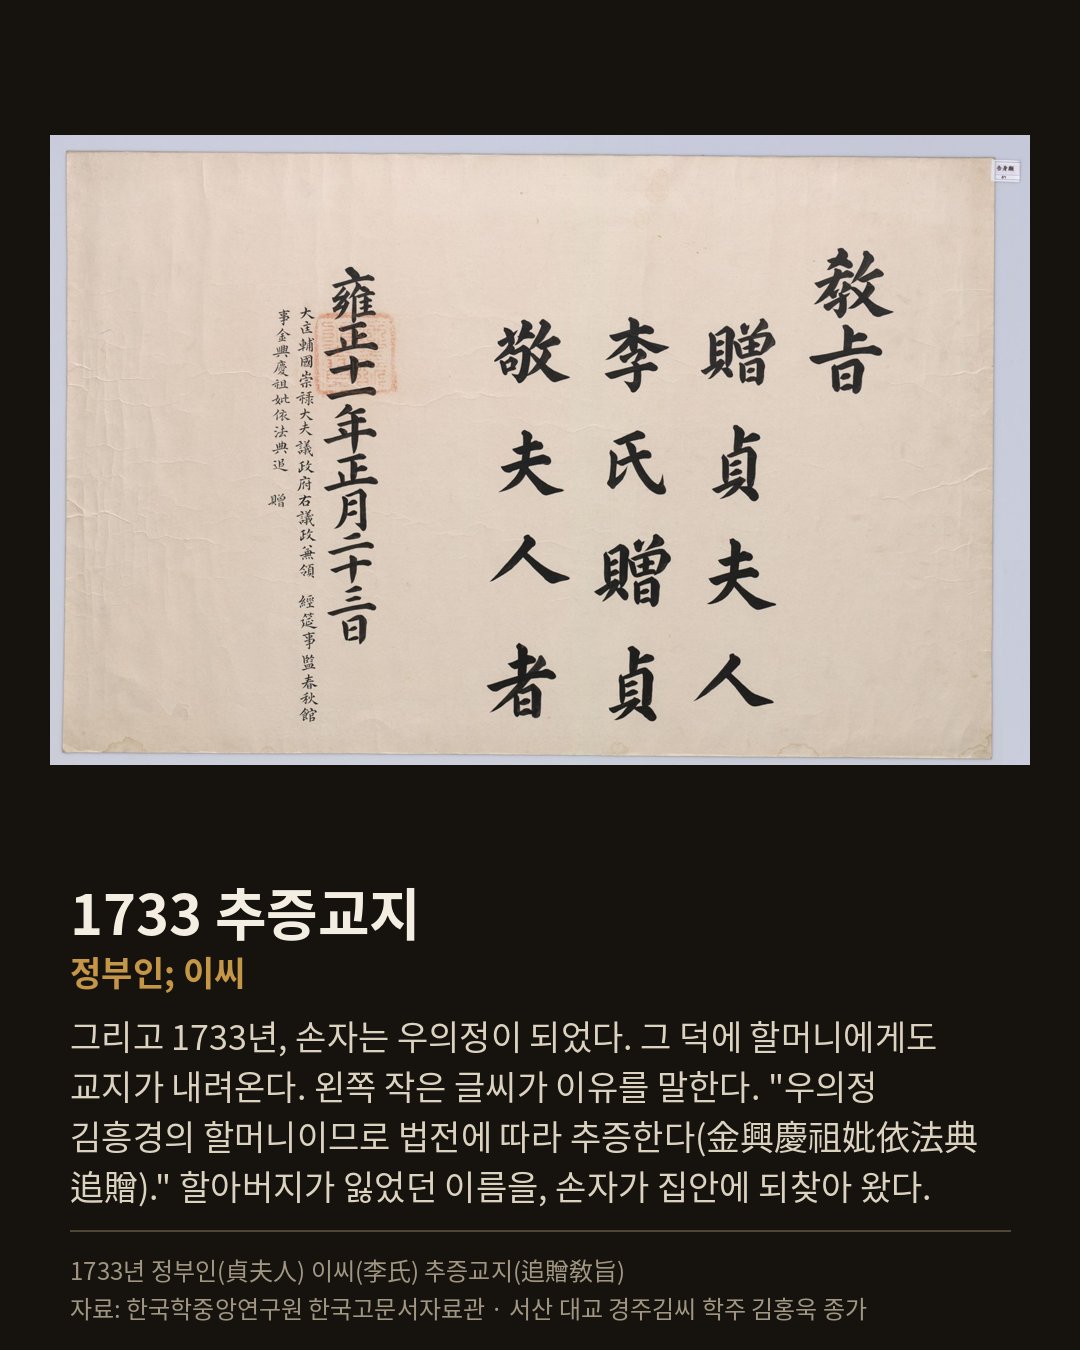 敎旨
贈貞夫人
李氏贈貞
敬夫人者
雍正十一年正月二十三日
大匡輔國崇祿大夫議政府右議政兼領 經筵事監春秋館
事金興慶祖妣依法典追 贈
1733 추증교지
정부인; 이씨
그리고 1733년, 손자는 우의정이 되었다. 그 덕에 할머니에게도
교지가 내려온다. 왼쪽 작은 글씨가 이유를 말한다. "우의정
김흥경의 할머니이므로 법전에 따라 추증한다(金興慶祖妣依法典
追贈)." 할아버지가 잃었던 이름을, 손자가 집안에 되찾아 왔다.
1733년 정부인(貞夫人) 이씨(李氏) 추증교지(追贈敎旨)
자료: 한국학중앙연구원 한국고문서자료관 · 서산 대교 경주김씨 학주 김홍욱 종가